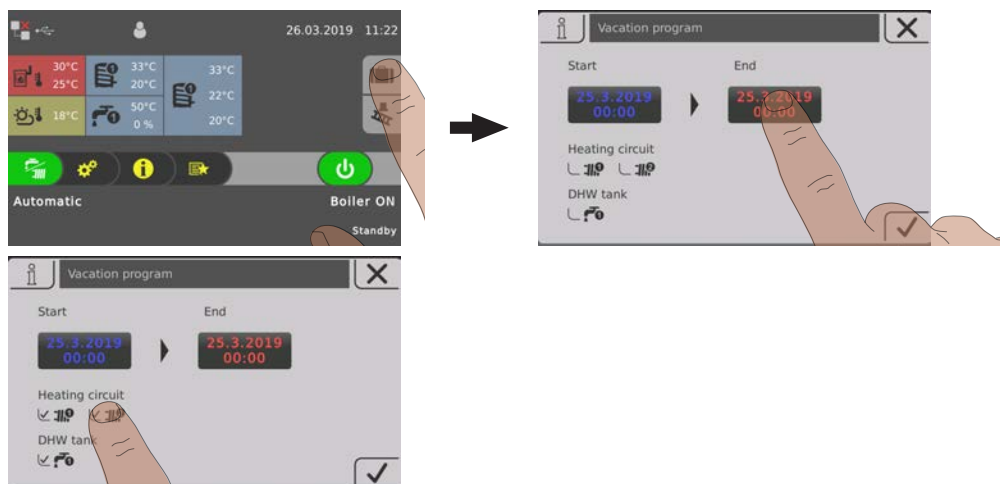 26.03.2019 11:22
30°C
25°C
33°C
20°C
33°C
22°C
20°C
18°C
50°C
0 %
Automatic
Boiler ON
Standby
Vacation program
Start
End
25.3.2019
00:00
25.3.2019
00:00
Heating circuit
DHW tank
Vacation program
Start
End
25.3.2019
00:00
25.3.2019
00:00
Heating circuit
DHW tank